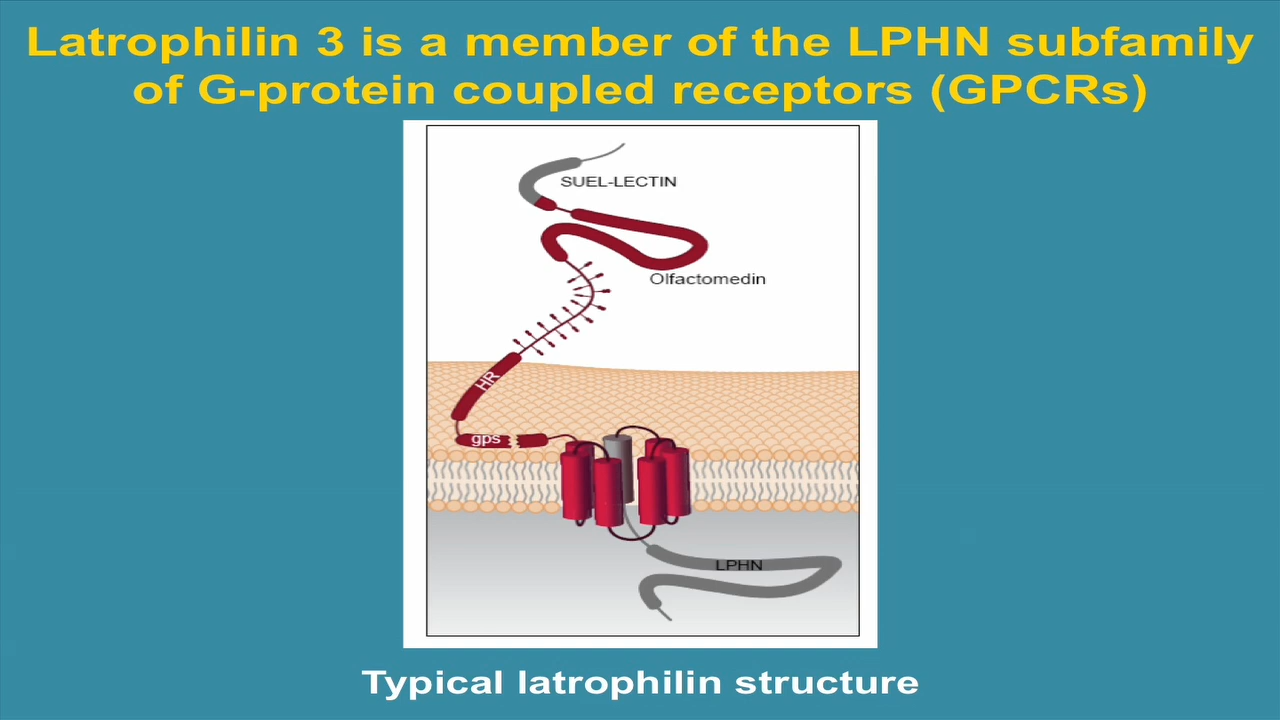 Latrophilin 3 is a member of the LPHN subfamily
of G-protein coupled receptors (GPCRs)
SUEL-LECTIN
Olfactomedin
HR
gps
LPHN
Typical latrophilin structure